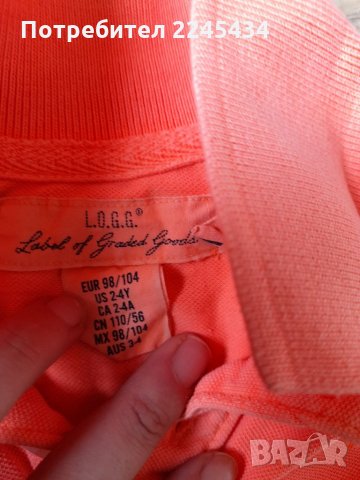 Потребител 2245434
L.O.G.G.®
Label of Graded Goods
EUR 98/104
US 2-4Y
CA 2-4A
CN 110/56
MX 98/104
AUS 3-4
BAZAR